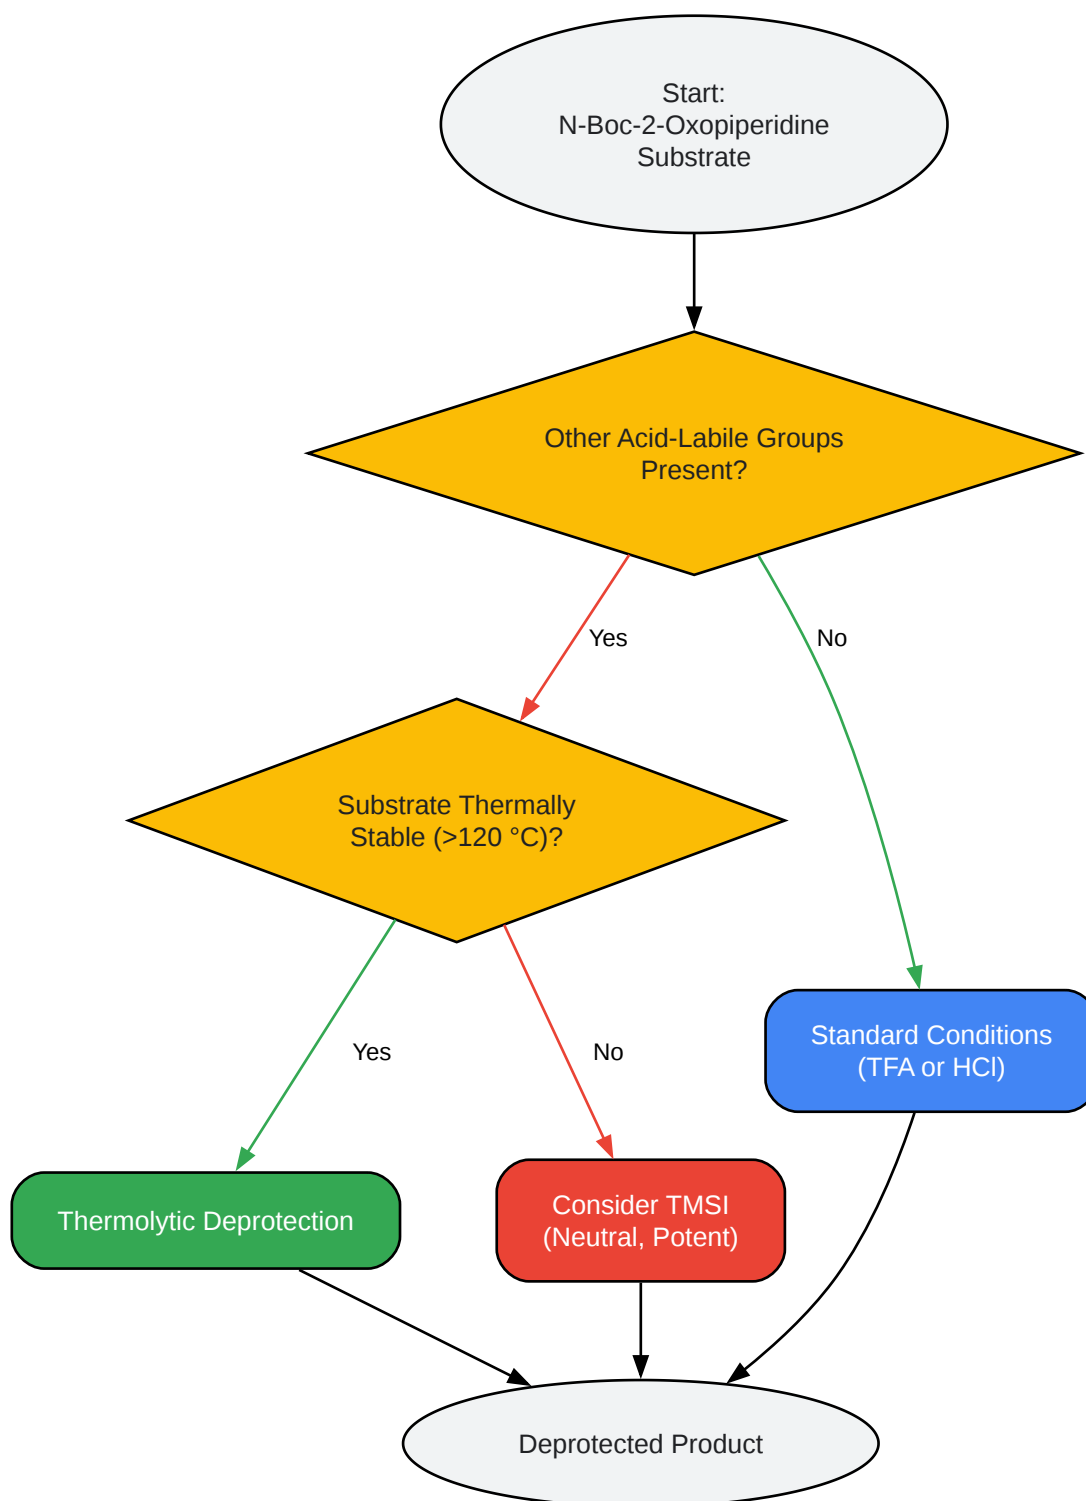 Start:
N-Boc-2-Oxopiperidine
Substrate
Other Acid-Labile Groups
Present?
Yes
No
Substrate Thermally
Stable (>120 °C)?
Yes
No
Standard Conditions
(TFA or HCl)
Thermolytic Deprotection
Consider TMSI
(Neutral, Potent)
Deprotected Product